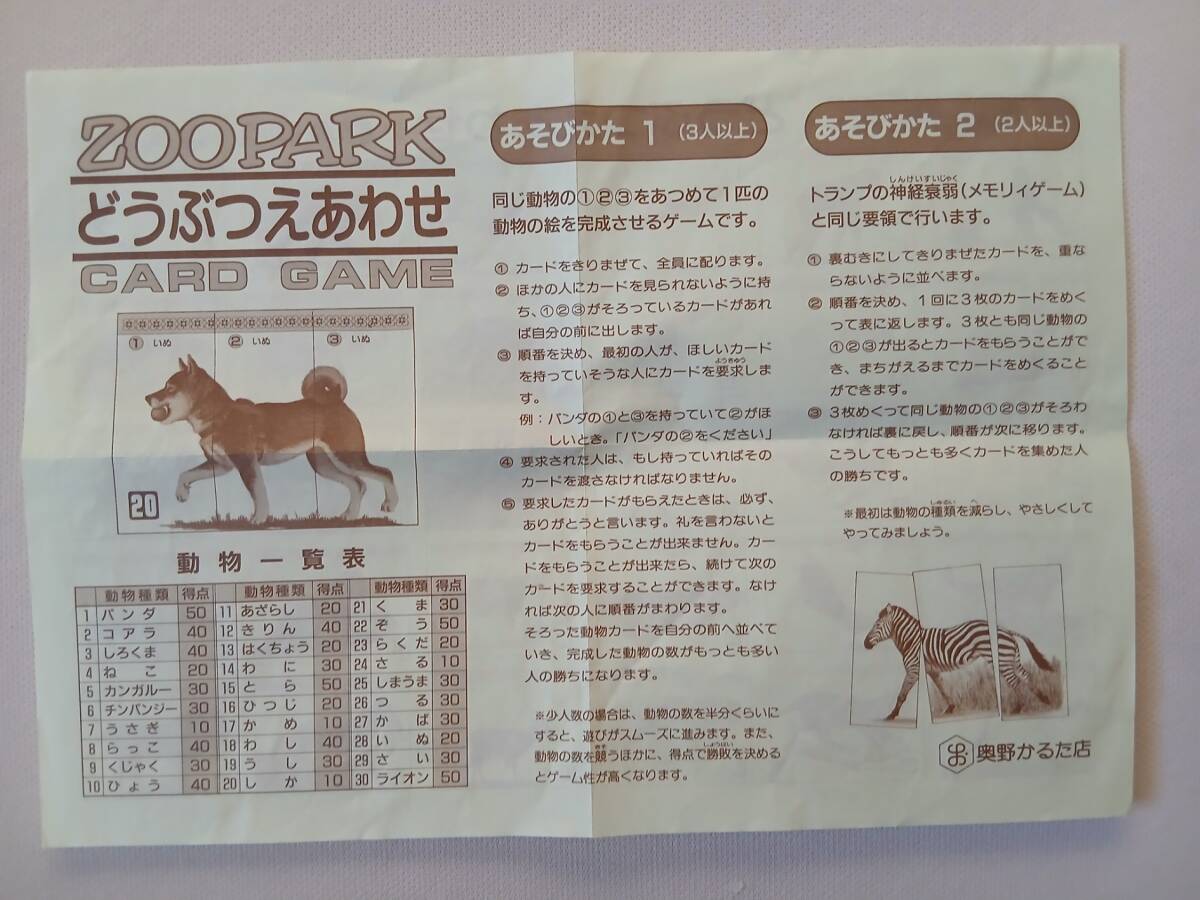 ZOOPARK
どうぶつえあわせ
CARD GAME
① いぬ ② いぬ ③ いぬ
20
動物一覧表
動物種類 得点 動物種類 得点 動物種類 得点
1 パンダ 50 11 あざらし 20 21 くま 30
2 コアラ 40 12 きりん 40 22 ぞう 50
3 しろくま 40 13 はくちょう 20 23 らくだ 20
4 ねこ 20 14 わに 30 24 さる 10
5 カンガルー 30 15 とら 50 25 しまうま 30
6 チンパンジー 30 16 ひつじ 20 26 つる 30
7 うさぎ 10 17 かめ 10 27 かば 30
8 らっこ 40 18 わし 40 28 いぬ 20
9 くじゃく 30 19 うし 30 29 さい 30
10 ひょう 40 20 しか 10 30 ライオン 50
あそびかた 1 (3人以上)
同じ動物の①②③をあつめて1匹の
動物の絵を完成させるゲームです。
① カードをきりまぜて、全員に配ります。
② ほかの人にカードを見られないように持
ち、①②③がそろっているカードがあれ
ば自分の前に出します。
③ 順番を決め、最初の人が、ほしいカード
を持っていそうな人にカードを要求しま
ようきゅう
す。
例：パンダの①と③を持っていて②がほ
しいとき。「パンダの②をください」
④ 要求された人は、もし持っていればその
カードを渡さなければなりません。
⑤ 要求したカードがもらえたときは、必ず、
ありがとうと言います。礼を言わないと
カードをもらうことが出来ません。カー
ドをもらうことが出来たら、続けて次の
カードを要求することができます。なけ
れば次の人に順番がまわります。
そろった動物カードを自分の前へ並べて
いき、完成した動物の数がもっとも多い
人の勝ちになります。
※少人数の場合は、動物の数を半分くらいに
すると、遊びがスムーズに進みます。また、
動物の数を競うほかに、得点で勝敗を決める
きそ しょうはい
とゲーム性が高くなります。
あそびかた 2 (2人以上)
しんけいすいじゃく
トランプの神経衰弱（メモリィゲーム）
と同じ要領で行います。
① 裏むきにしてきりまぜたカードを、重な
らないように並べます。
② 順番を決め、1回に3枚のカードをめく
って表に返します。3枚とも同じ動物の
①②③が出るとカードをもらうことがで
き、まちがえるまでカードをめくること
ができます。
③ 3枚めくって同じ動物の①②③がそろわ
なければ裏に戻し、順番が次に移ります。
こうしてもっとも多くカードを集めた人
の勝ちです。
しゅるい へ
※最初は動物の種類を減らし、やさしくして
やってみましょう。
奥野かるた店